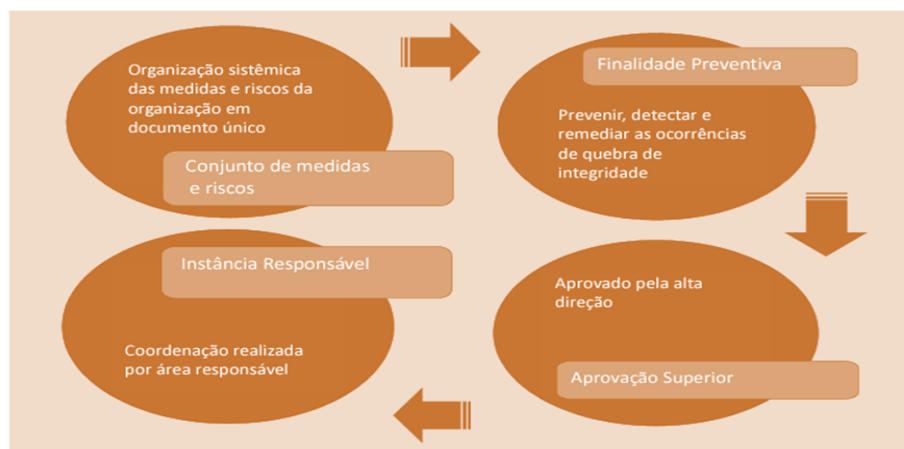 Organização sistêmica
das medidas e riscos da
organização em
documento único
Conjunto de medidas
e riscos
Finalidade Preventiva
Prevenir, detectar e
remediar as ocorrências
de quebra de
integridade
Aprovado pela alta
direção
Aprovação Superior
Instância Responsável
Coordenação realizada
por área responsável